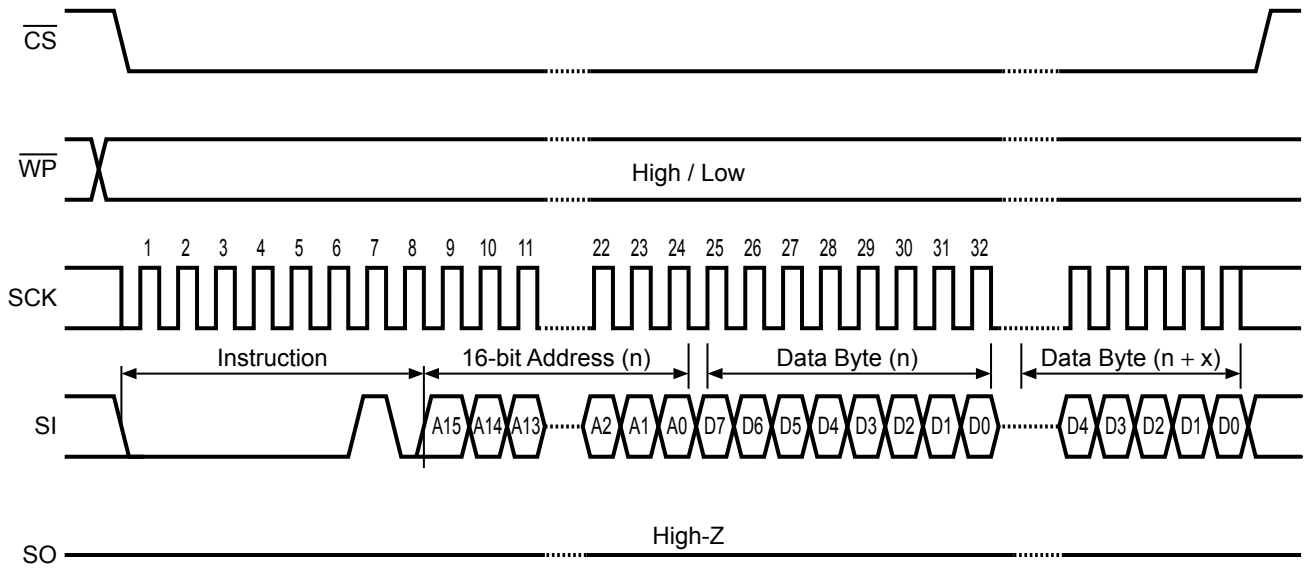 CS
WP
High / Low
1 2 3 4 5 6 7 8 9 10 11 22 23 24 25 26 27 28 29 30 31 32
SCK
Instruction 16-bit Address (n) Data Byte (n) Data Byte (n + x)
SI A15 A14 A13 A2 A1 A0 D7 D6 D5 D4 D3 D2 D1 D0 D4 D3 D2 D1 D0
High-Z
SO